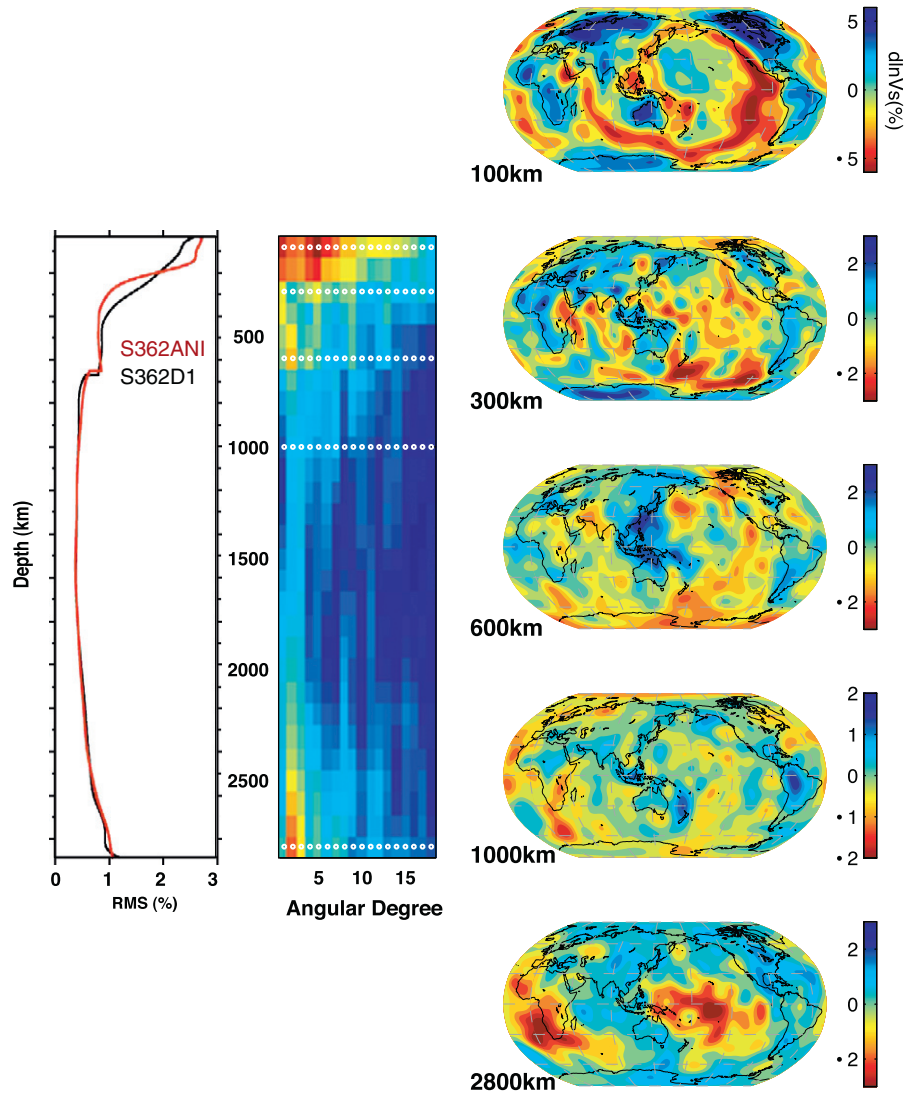 5
0
• 5
dlnVs(%)
100km
S362ANI
S362D1
500
1000
1500
2000
2500
Depth (km)
0 1 2 3
RMS (%)
5 10 15
Angular Degree
2
0
• 2
300km
2
0
• 2
600km
2
1
0
1
• 2
1000km
2
0
• 2
2800km